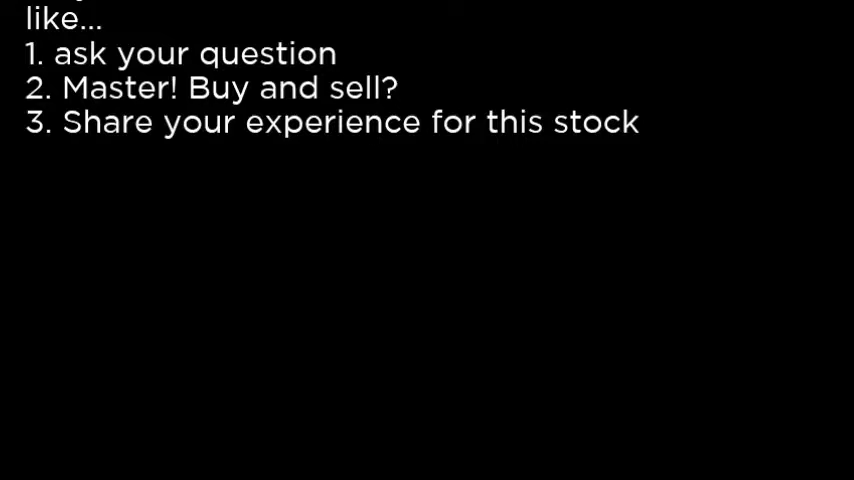 like...
1. ask your question
2. Master! Buy and sell?
3. Share your experience for this stock